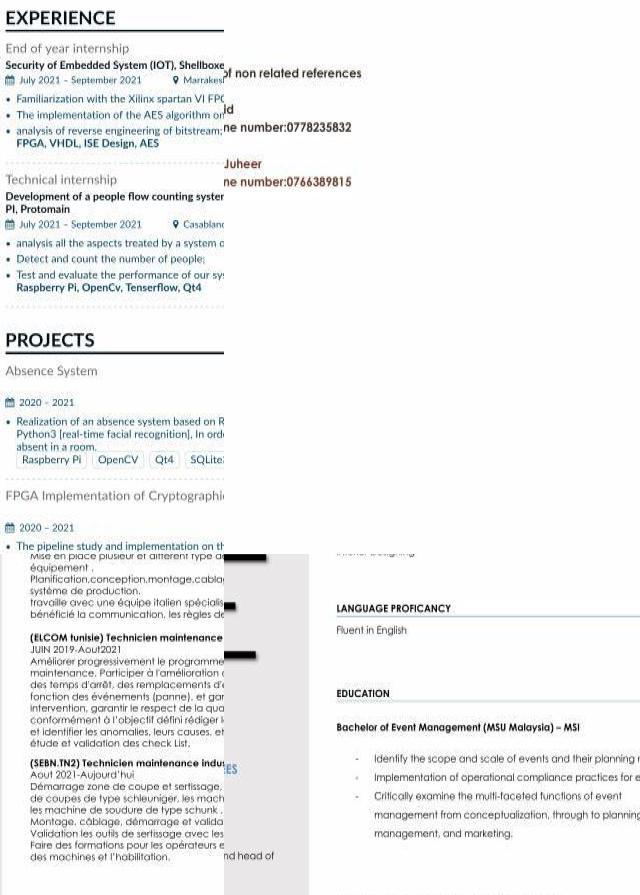 EXPERIENCE
End of year internship
Security of Embedded System (IOT), Shellboxe
July 2021 – September 2021
Familiarization with the Xilinx spartan VI FPG
The implementation of the AES algorithm on
analysis of reverse engineering of bitstream;
FPGA, VHDL, ISE Design, AES
Technical internship
Development of a people flow counting system
PI, Protomain
July 2021 – September 2021 Casablanc
analysis all the aspects treated by a system o
Detect and count the number of people;
Test and evaluate the performance of our sys
Raspberry Pi, OpenCv, Tenserflow, Qt4
PROJECTS
Absence System
2020 – 2021
Realization of an absence system based on R
Python3 [real-time facial recognition], In orde
absent in a room.
Raspberry Pi OpenCV Qt4 SQLite
FPGA Implementation of Cryptographi
2020 – 2021
The pipeline study and implementation on th
of non related references
ne number:0778235832
Juheer
ne number:0766389815
Mise en place plusieur et différent type d
équipement .
Planification,conception,montage,cablag
système de production.
travaille avec une équipe italien spécialis
bénéficié la communication, les règles de
(ELCOM tunisie) Technicien maintenance
JUIN 2019-Aout2021
Améliorer progressivement le programme
maintenance. Participer à l'amélioration d
des temps d'arrêt, des remplacements d'
fonction des événements (panne), et gar
intervention, garantir le respect de la qua
conformément à l'objectif défini rédiger l
et identifier les anomalies, leurs causes, et
étude et validation des check List.
(SEBN.TN2) Technicien maintenance indus
Aout 2021-Aujourd'hui
Démarrage zone de coupe et sertissage,
de coupes de type schleuniger, les mach
les machine de soudure de type schunk .
Montage, câblage, démarrage et valida
Validation les outils de sertissage avec les
Faire des formations pour les opérateurs e
des machines et l'habilitation.
ES
nd head of
LANGUAGE PROFICANCY
Fluent in English
EDUCATION
Bachelor of Event Management (MSU Malaysia) – MSI
- Identify the scope and scale of events and their planning r
- Implementation of operational compliance practices for e
- Critically examine the multi-faceted functions of event
management from conceptualization, through to planning
management, and marketing.